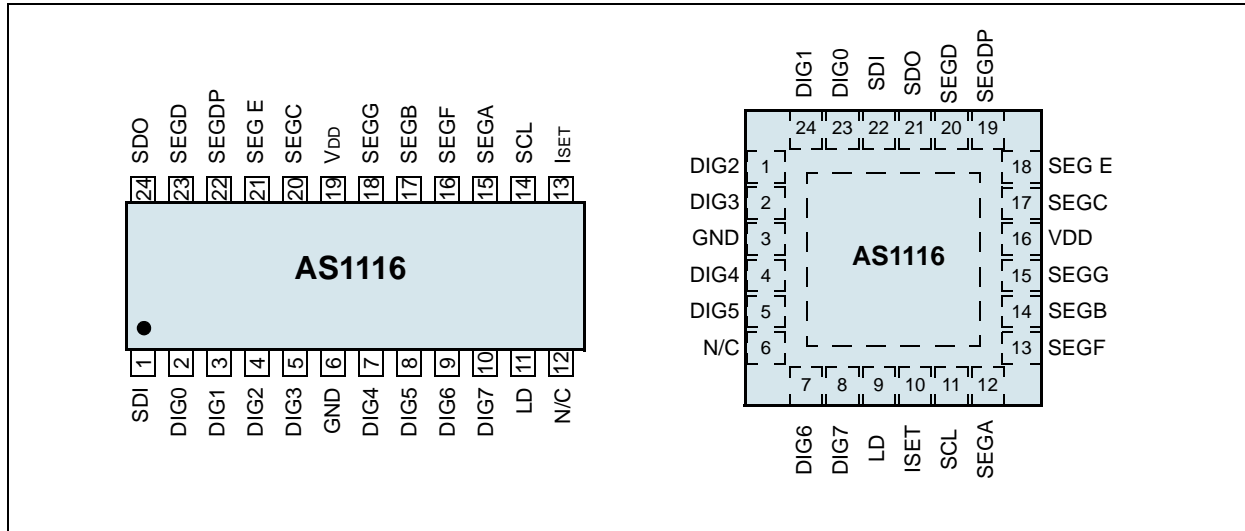 SDO SEGD SEGDP SEG E SEGC VDD SEGG SEGB SEGF SEGA SCL ISET
24 23 22 21 20 19 18 17 16 15 14 13
AS1116
1 2 3 4 5 6 7 8 9 10 11 12
SDI DIG0 DIG1 DIG2 DIG3 GND DIG4 DIG5 DIG6 DIG7 LD N/C
DIG1 DIG0 SDI SDO SEGD SEGDP
24 23 22 21 20 19
DIG2 1 18 SEG E
DIG3 2 17 SEGC
GND 3 16 VDD
AS1116
DIG4 4 15 SEGG
DIG5 5 14 SEGB
N/C 6 13 SEGF
7 8 9 10 11 12
DIG6 DIG7 LD ISET SCL SEGA